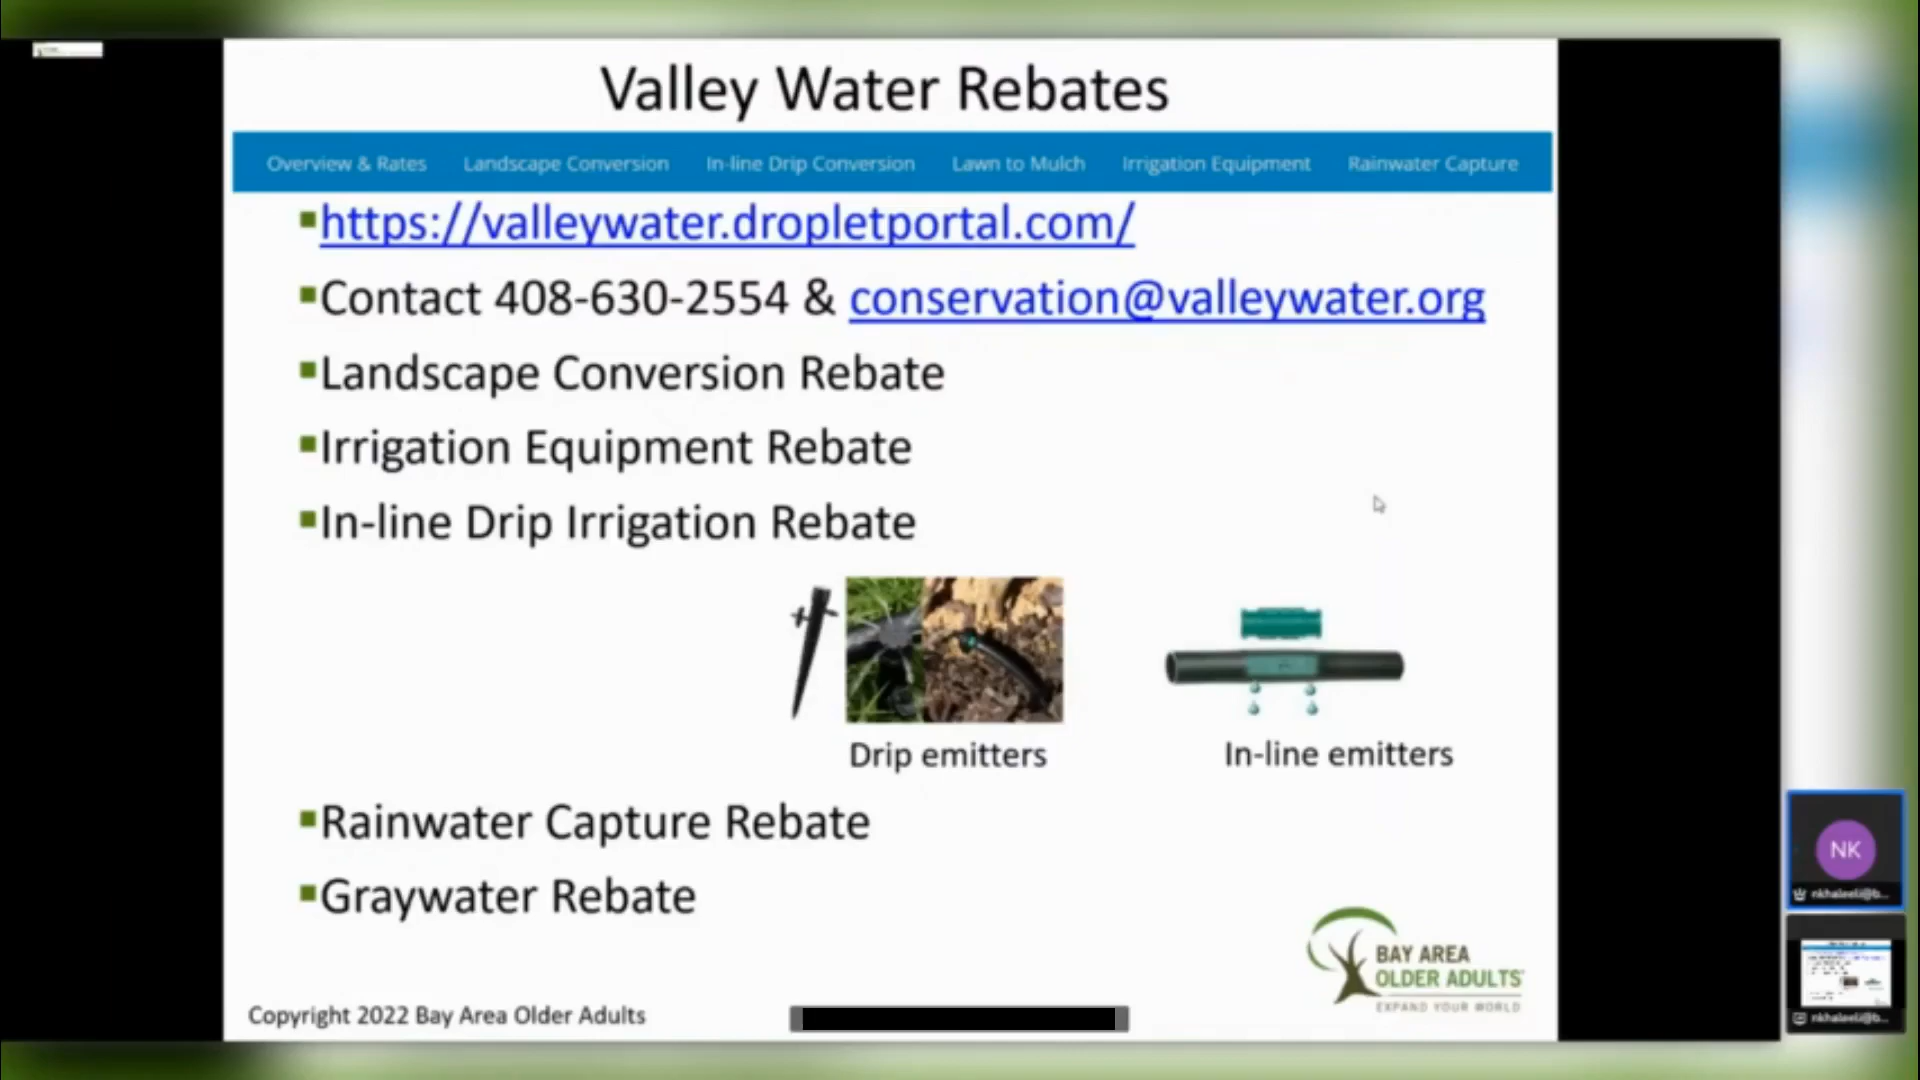 Valley Water Rebates
Overview & Rates Landscape Conversion In-line Drip Conversion Lawn to Mulch Irrigation Equipment Rainwater Capture
https://valleywater.dropletportal.com/
Contact 408-630-2554 & conservation@valleywater.org
Landscape Conversion Rebate
Irrigation Equipment Rebate
In-line Drip Irrigation Rebate
Drip emitters In-line emitters
Rainwater Capture Rebate
Graywater Rebate
BAY AREA
OLDER ADULTS
EXPAND YOUR WORLD
Copyright 2022 Bay Area Older Adults
NK
nkhaleeli@b...
nkhaleeli@b...